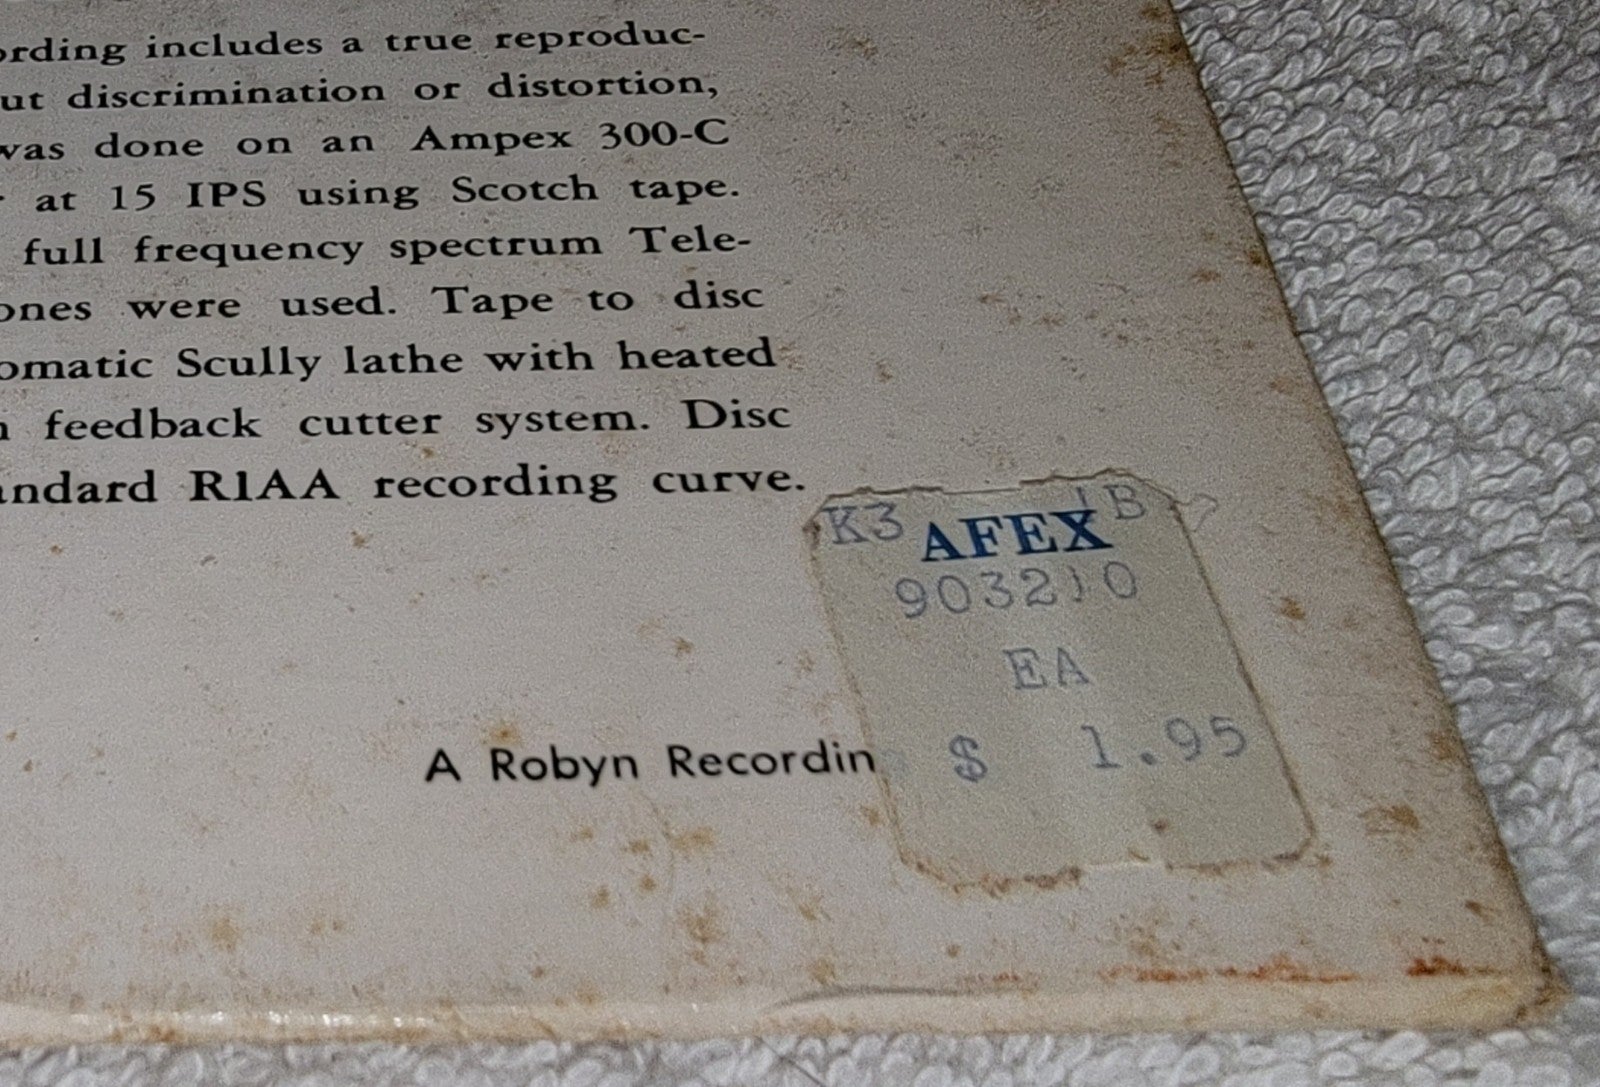 ording includes a true reproduc-
ut discrimination or distortion,
was done on an Ampex 300-C
at 15 IPS using Scotch tape.
full frequency spectrum Tele-
ones were used. Tape to disc
omatic Scully lathe with heated
feedback cutter system. Disc
andard R1AA recording curve.
K3 AFEX 1B
903210
EA
A Robyn Recordin
$ 1.95